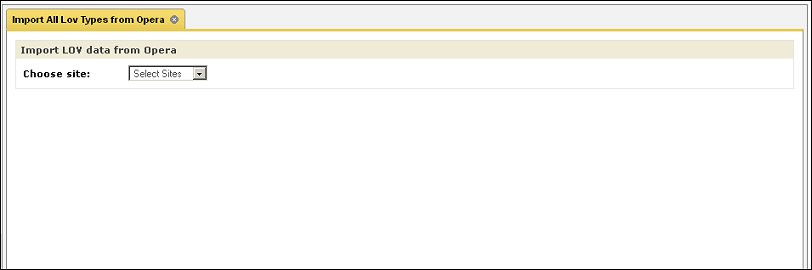 Import All Lov Types from Opera
Import LOV data from Opera
Choose site: Select Sites